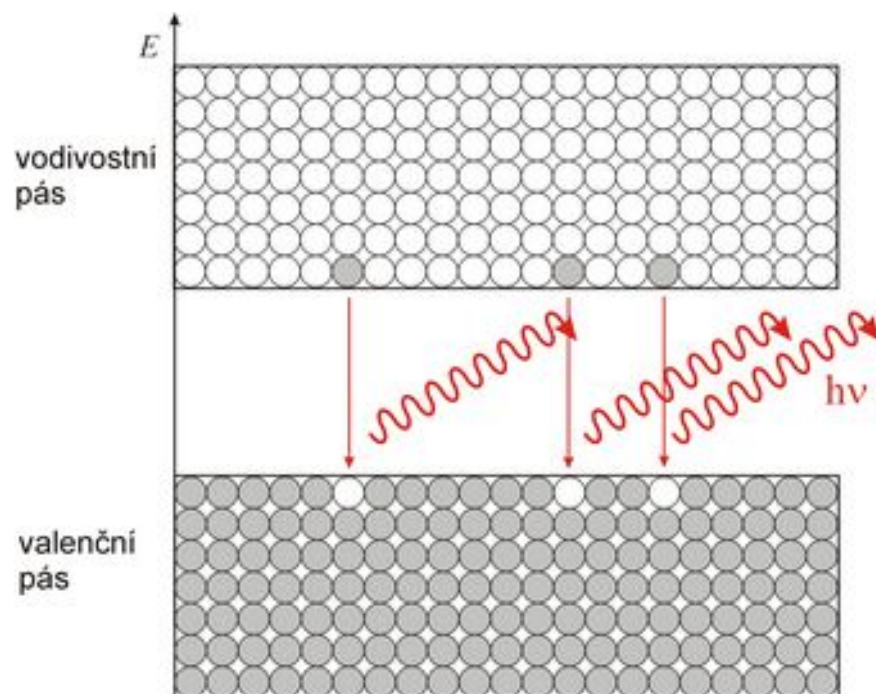 E
vodivostní
pás
hν
valenční
pás